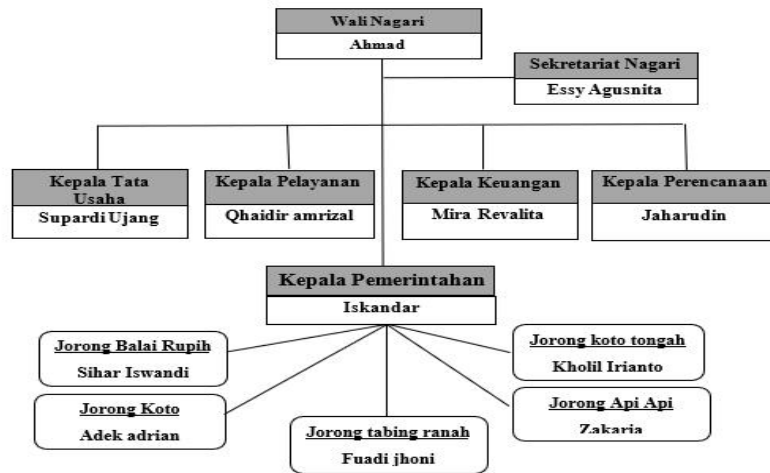 Wali Nagari
Ahmad
Sekretariat Nagari
Essy Agusnita
Kepala Tata
Usaha
Supardi Ujang
Kepala Pelayanan
Qhaidir amrizal
Kepala Keuangan
Mira Revalita
Kepala Perencanaan
Jaharudin
Kepala Pemerintahan
Iskandar
Jorong Balai Rupih
Sihar Iswandi
Jorong koto tongah
Kholil Irianto
Jorong Koto
Adek adrian
Jorong Api Api
Zakaria
Jorong tabing ranah
Fuadi jhoni